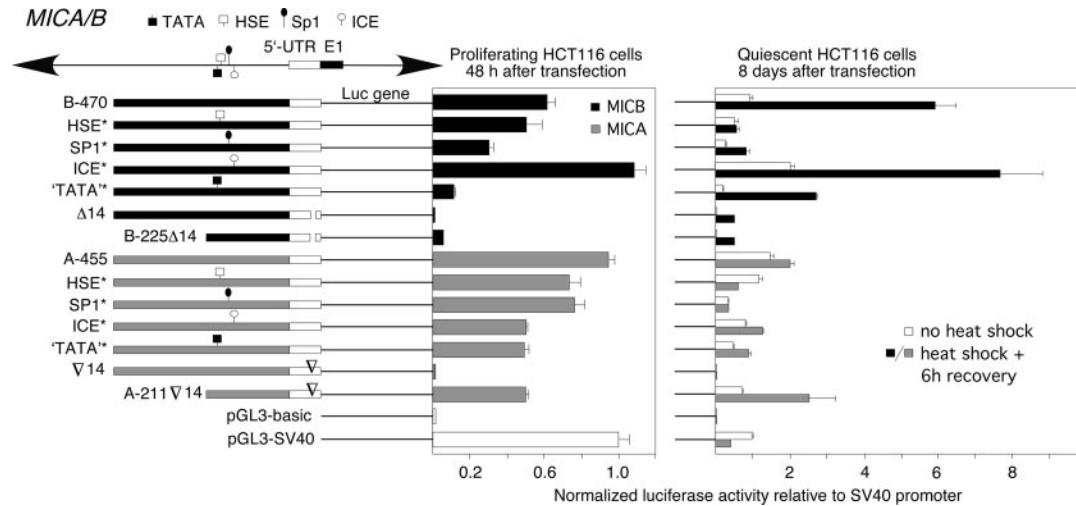 MICA/B
TATA HSE Sp1 ICE
5'-UTR E1
Proliferating HCT116 cells
48 h after transfection
Quiescent HCT116 cells
8 days after transfection
Luc gene
B-470
HSE*
SP1*
ICE*
'TATA'*
Δ14
B-225Δ14
A-455
HSE*
SP1*
ICE*
'TATA'*
∇14
A-211∇14
pGL3-basic
pGL3-SV40
MICB
MICA
no heat shock
heat shock +
6h recovery
0.2 0.6 1.0
2 4 6 8
Normalized luciferase activity relative to SV40 promoter